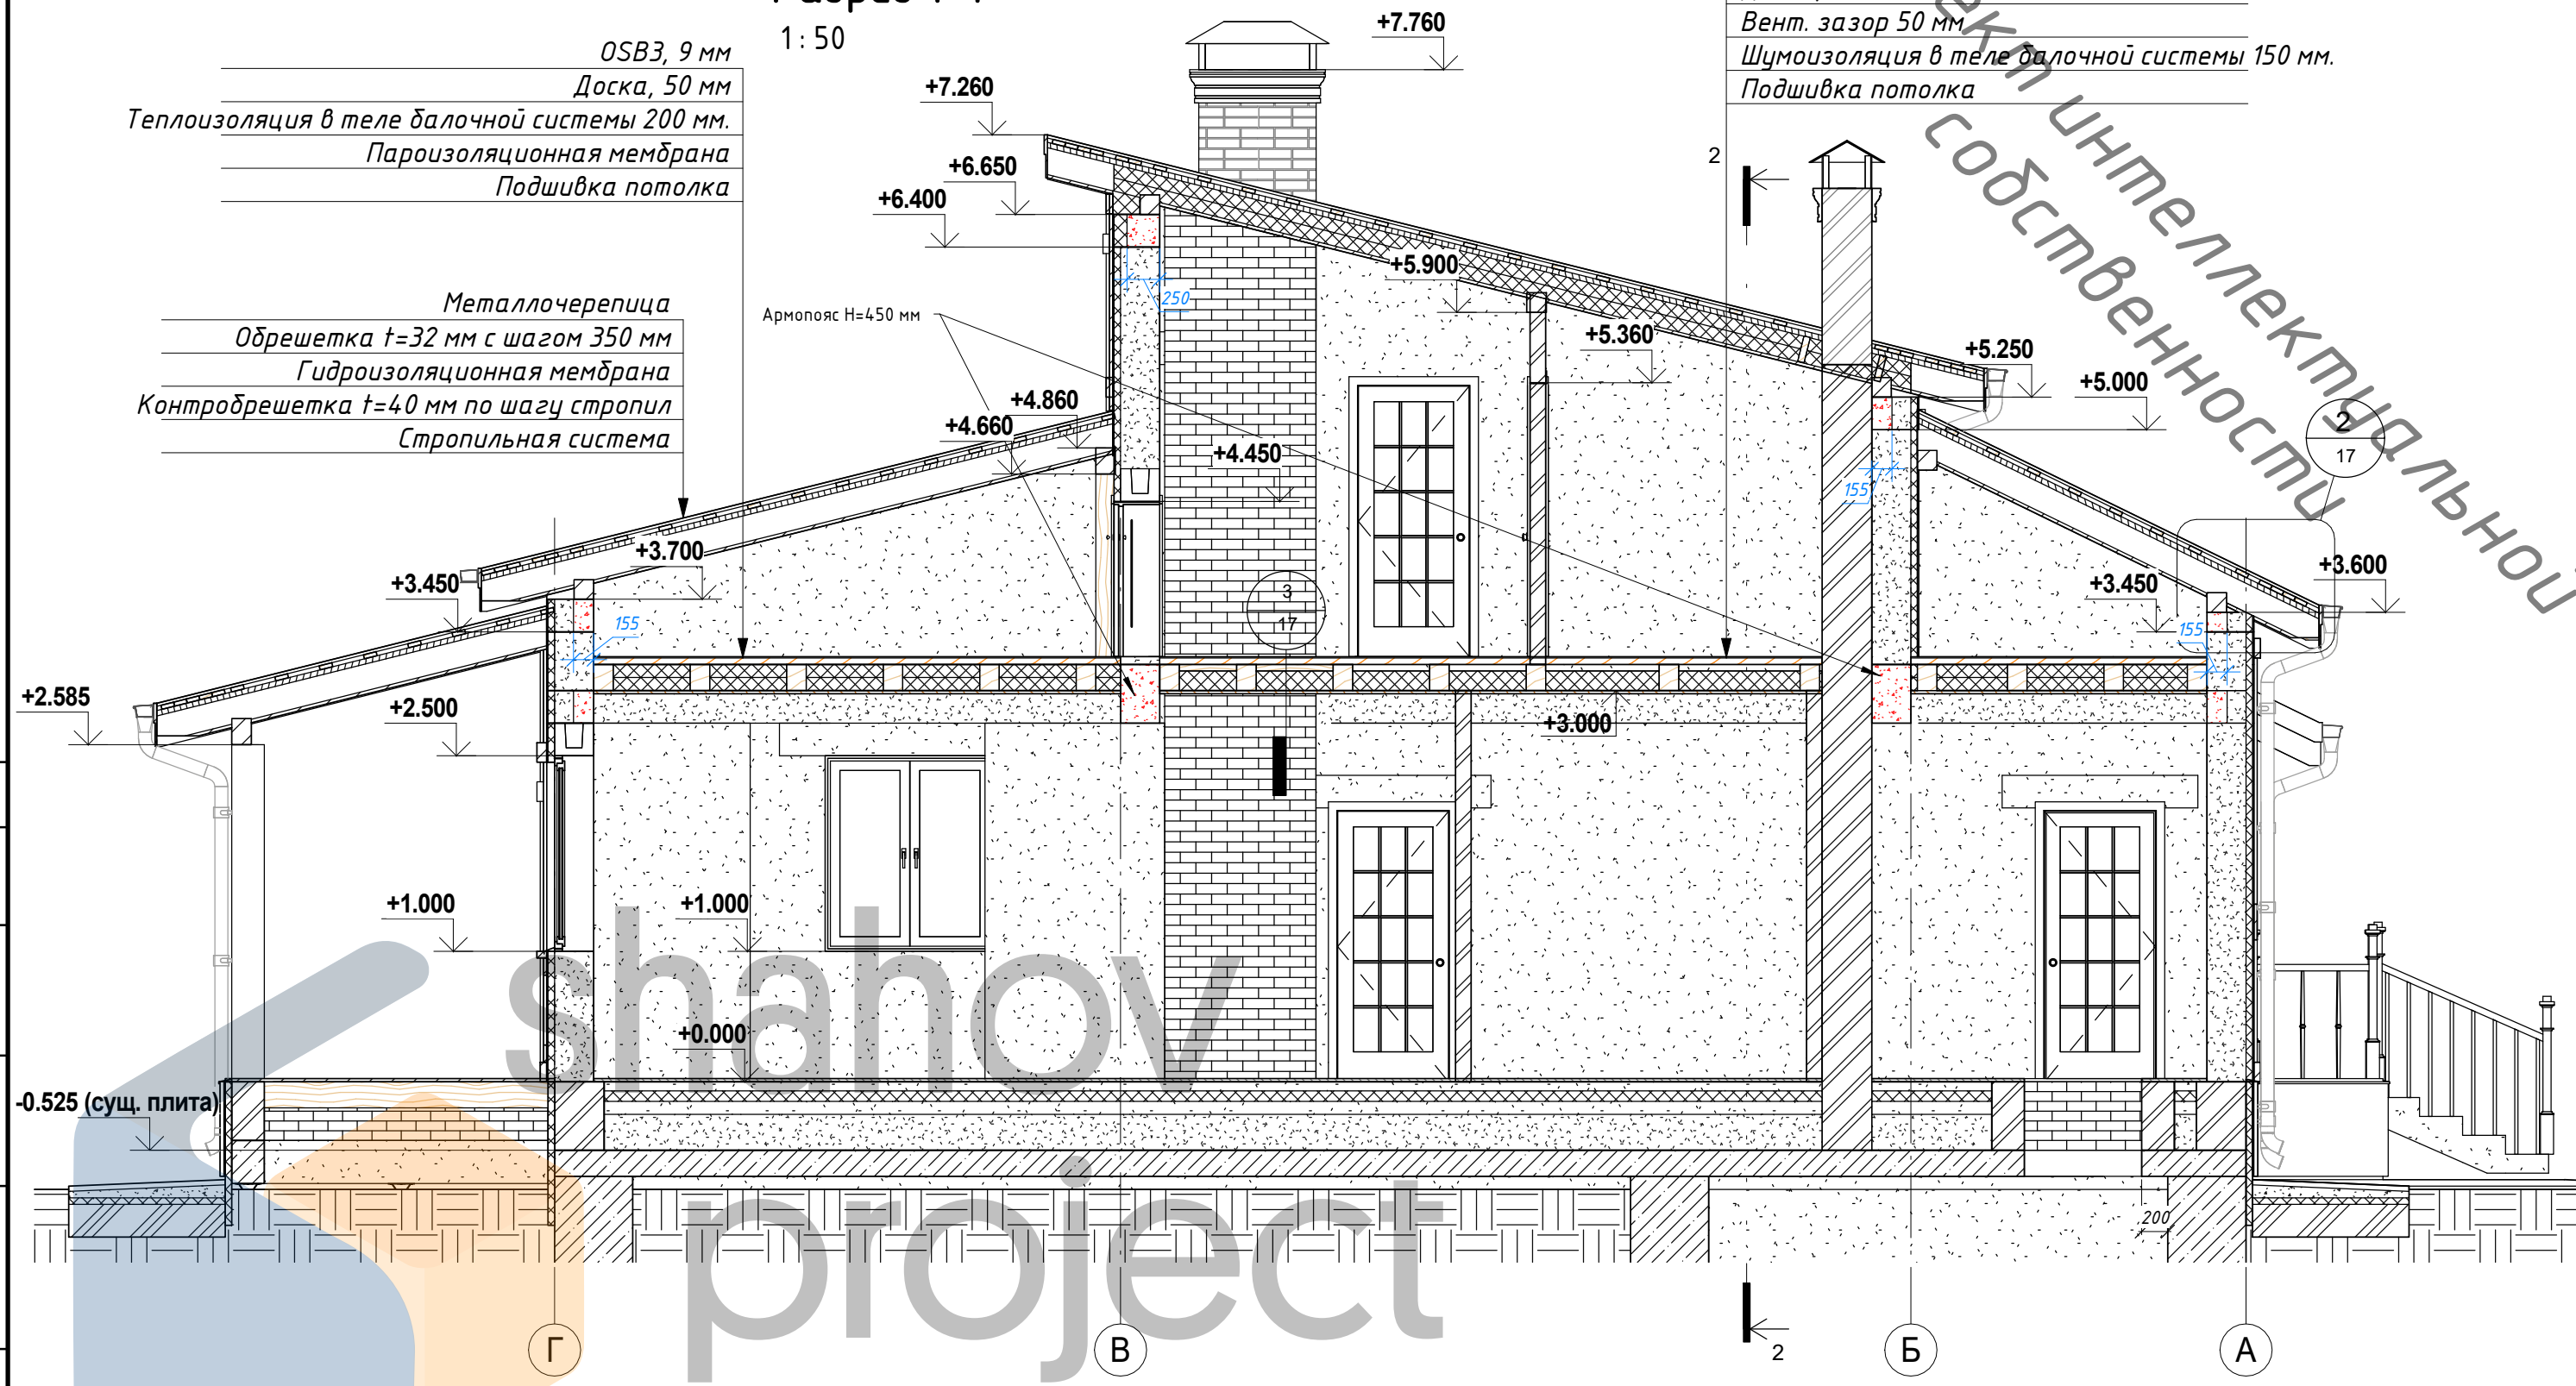 1:50
OSB3, 9 мм
Доска, 50 мм
Теплоизоляция в теле балочной системы 200 мм.
Пароизоляционная мембрана
Подшивка потолка
Вент. зазор 50 мм
Шумоизоляция в теле балочной системы 150 мм.
Подшивка потолка
интеллектуальной
собственности
Металлочерепица
Обрешетка t=32 мм с шагом 350 мм
Гидроизоляционная мембрана
Контробрешетка t=40 мм по шагу стропил
Стропильная система
Армопояс H=450 мм
+7.760
+7.260
+6.650
+6.400
+5.900
+5.360
+5.250
+5.000
+4.860
+4.660
+4.450
+3.700
+3.450
+3.450
+3.600
+2.585
+2.500
+3.000
+1.000
+1.000
+0.000
-0.525 (сущ. плита)
250
155
155
155
200
2
2
2
17
3
17
shahov
project
Г
В
Б
А